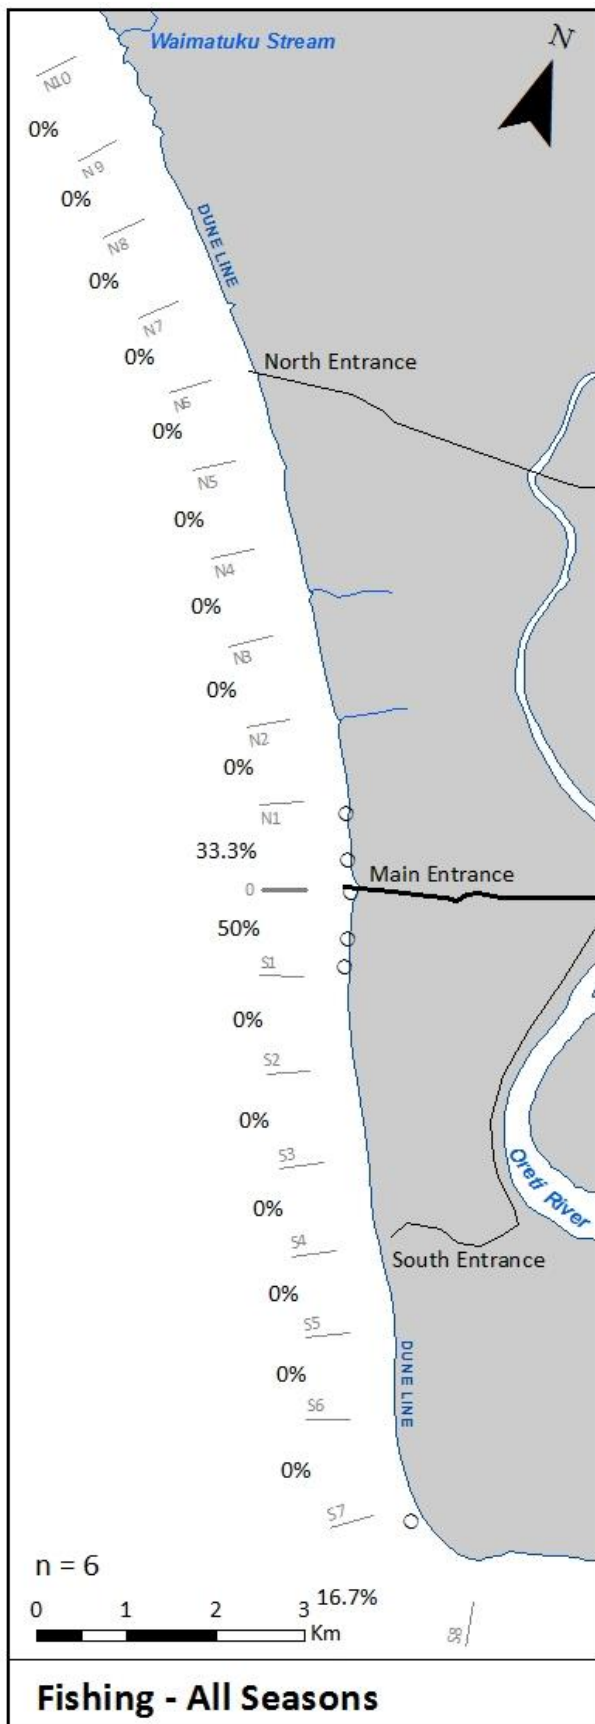 Waimatuku Stream
N
N10
0%
N9
0%
DUNE LINE
N8
0%
N7
0%
North Entrance
N6
0%
N5
0%
N4
0%
N3
0%
N2
0%
N1
33.3%
Main Entrance
0
50%
S1
0%
S2
0%
S3
Oreti River
0%
S4
South Entrance
0%
S5
0%
DUNE LINE
S6
0%
S7
n = 6
16.7%
0 1 2 3
Km
S8
Fishing - All Seasons